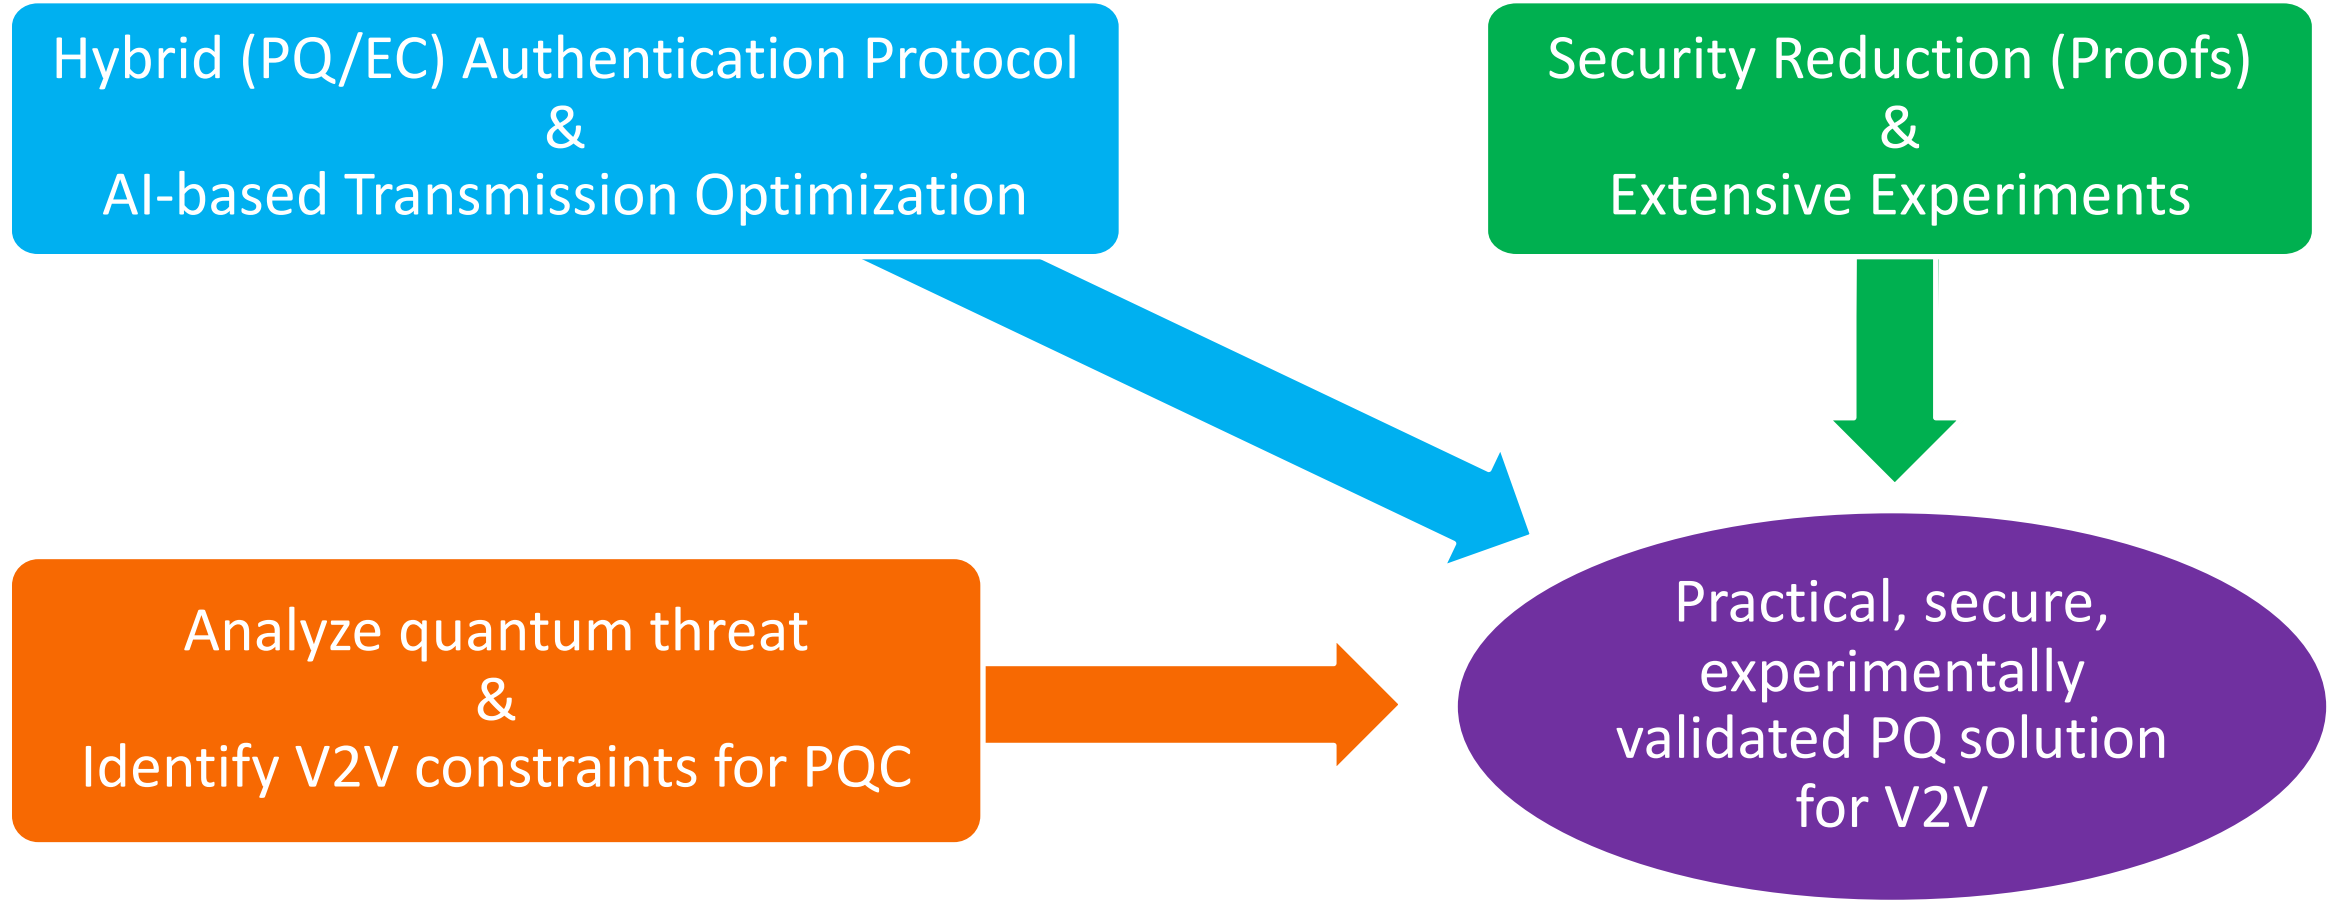 Hybrid (PQ/EC) Authentication Protocol
&
AI-based Transmission Optimization
Security Reduction (Proofs)
&
Extensive Experiments
Analyze quantum threat
&
Identify V2V constraints for PQC
Practical, secure,
experimentally
validated PQ solution
for V2V